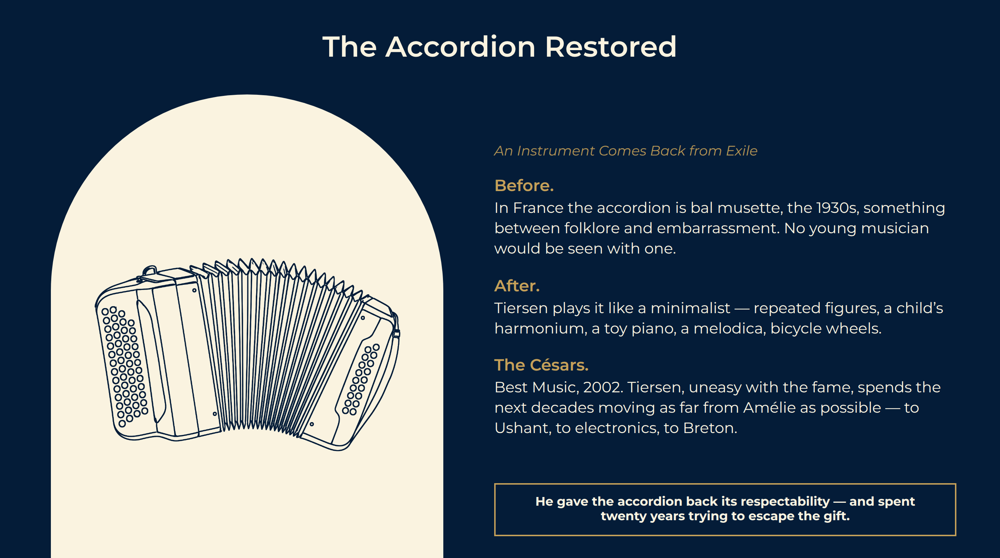 The Accordion Restored
An Instrument Comes Back from Exile
Before.
In France the accordion is bal musette, the 1930s, something
between folklore and embarrassment. No young musician
would be seen with one.
After.
Tiersen plays it like a minimalist — repeated figures, a child’s
harmonium, a toy piano, a melodica, bicycle wheels.
The Césars.
Best Music, 2002. Tiersen, uneasy with the fame, spends the
next decades moving as far from Amélie as possible — to
Ushant, to electronics, to Breton.
He gave the accordion back its respectability — and spent
twenty years trying to escape the gift.